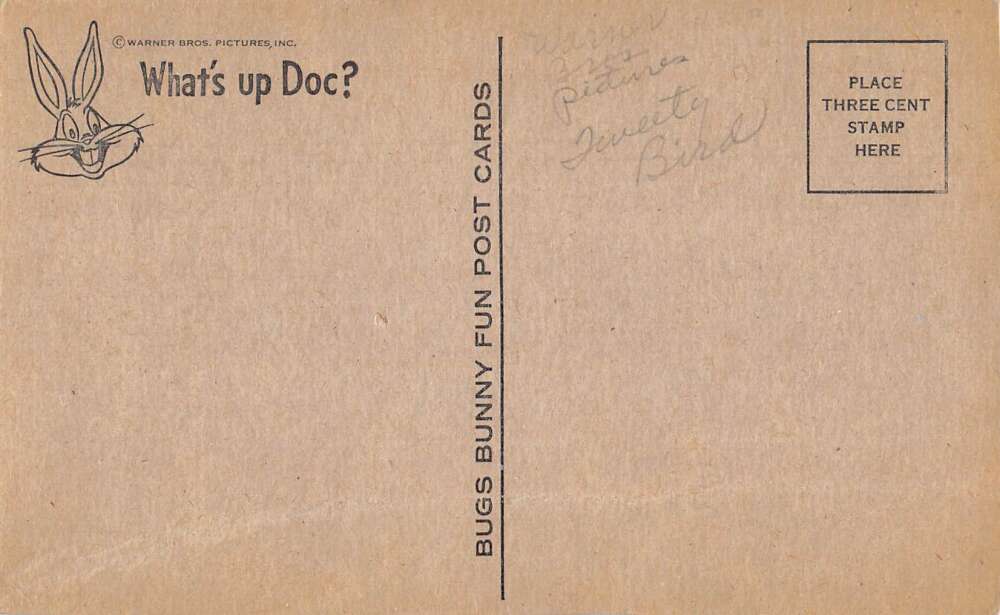 © WARNER BROS. PICTURES, INC.
What's up Doc?
BUGS BUNNY FUN POST CARDS
Warner
Bros
pictures
Tweety
Bird
PLACE
THREE CENT
STAMP
HERE